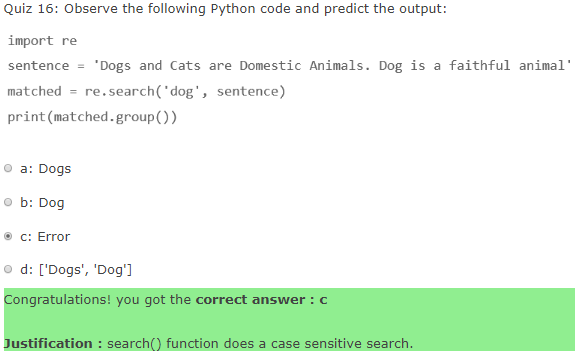 Quiz 16: Observe the following Python code and predict the output:
import re
sentence = 'Dogs and Cats are Domestic Animals. Dog is a faithful animal'
matched = re.search('dog', sentence)
print(matched.group())
a: Dogs
b: Dog
c: Error
d: ['Dogs', 'Dog']
Congratulations! you got the correct answer : c
Justification : search() function does a case sensitive search.